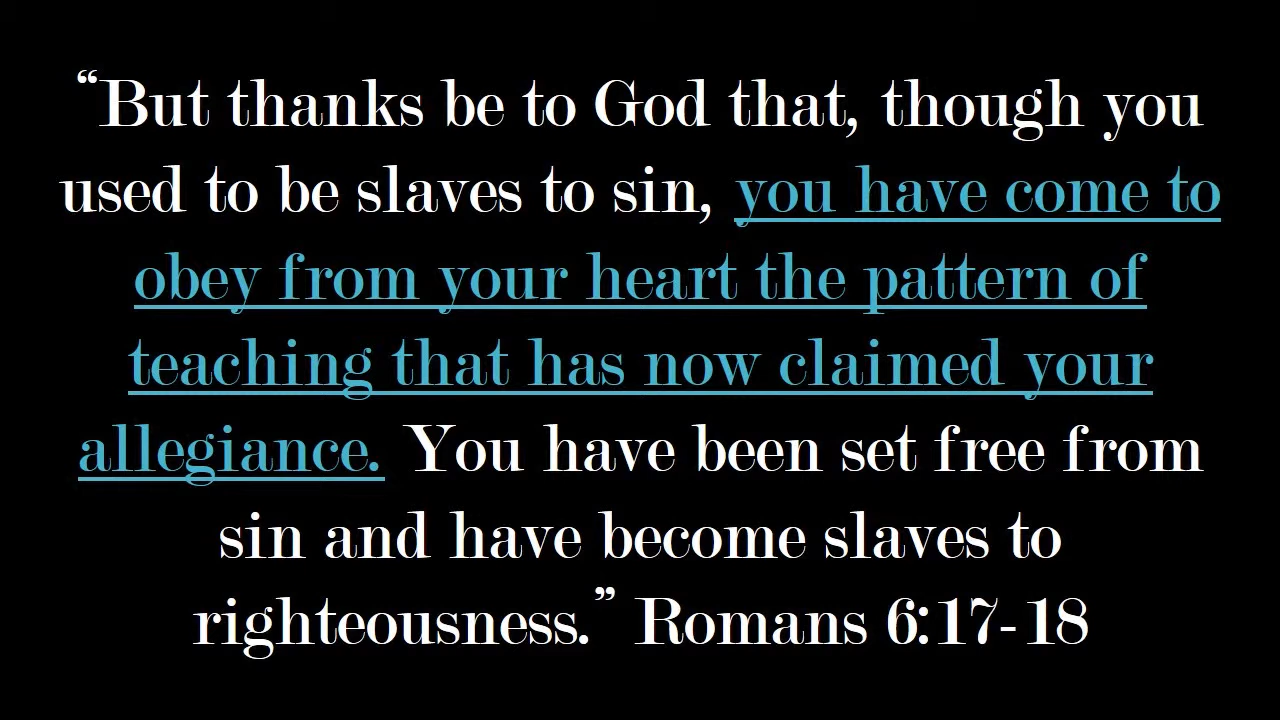 “But thanks be to God that, though you
used to be slaves to sin, you have come to
obey from your heart the pattern of
teaching that has now claimed your
allegiance. You have been set free from
sin and have become slaves to
righteousness.” Romans 6:17-18